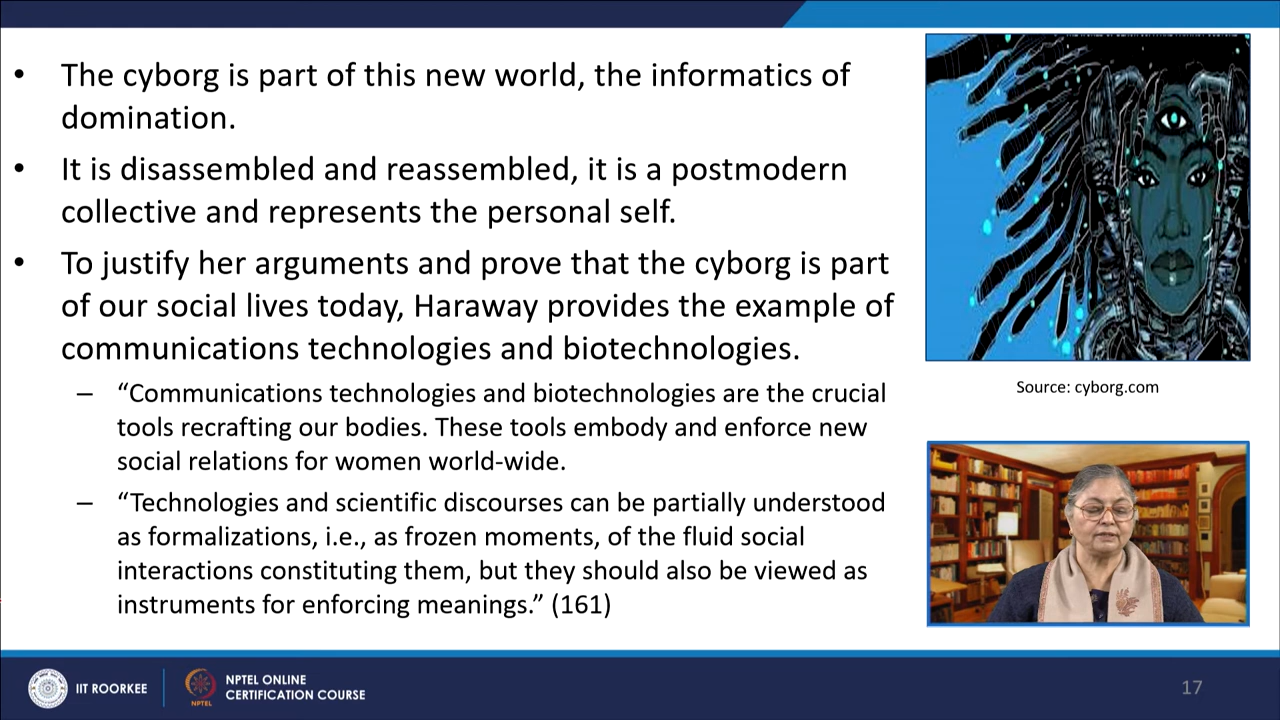 • The cyborg is part of this new world, the informatics of
domination.
• It is disassembled and reassembled, it is a postmodern
collective and represents the personal self.
• To justify her arguments and prove that the cyborg is part
of our social lives today, Haraway provides the example of
communications technologies and biotechnologies.
– “Communications technologies and biotechnologies are the crucial
tools recrafting our bodies. These tools embody and enforce new
social relations for women world-wide.
– “Technologies and scientific discourses can be partially understood
as formalizations, i.e., as frozen moments, of the fluid social
interactions constituting them, but they should also be viewed as
instruments for enforcing meanings.” (161)
Source: cyborg.com
IIT ROORKEE
NPTEL
NPTEL ONLINE
CERTIFICATION COURSE
17